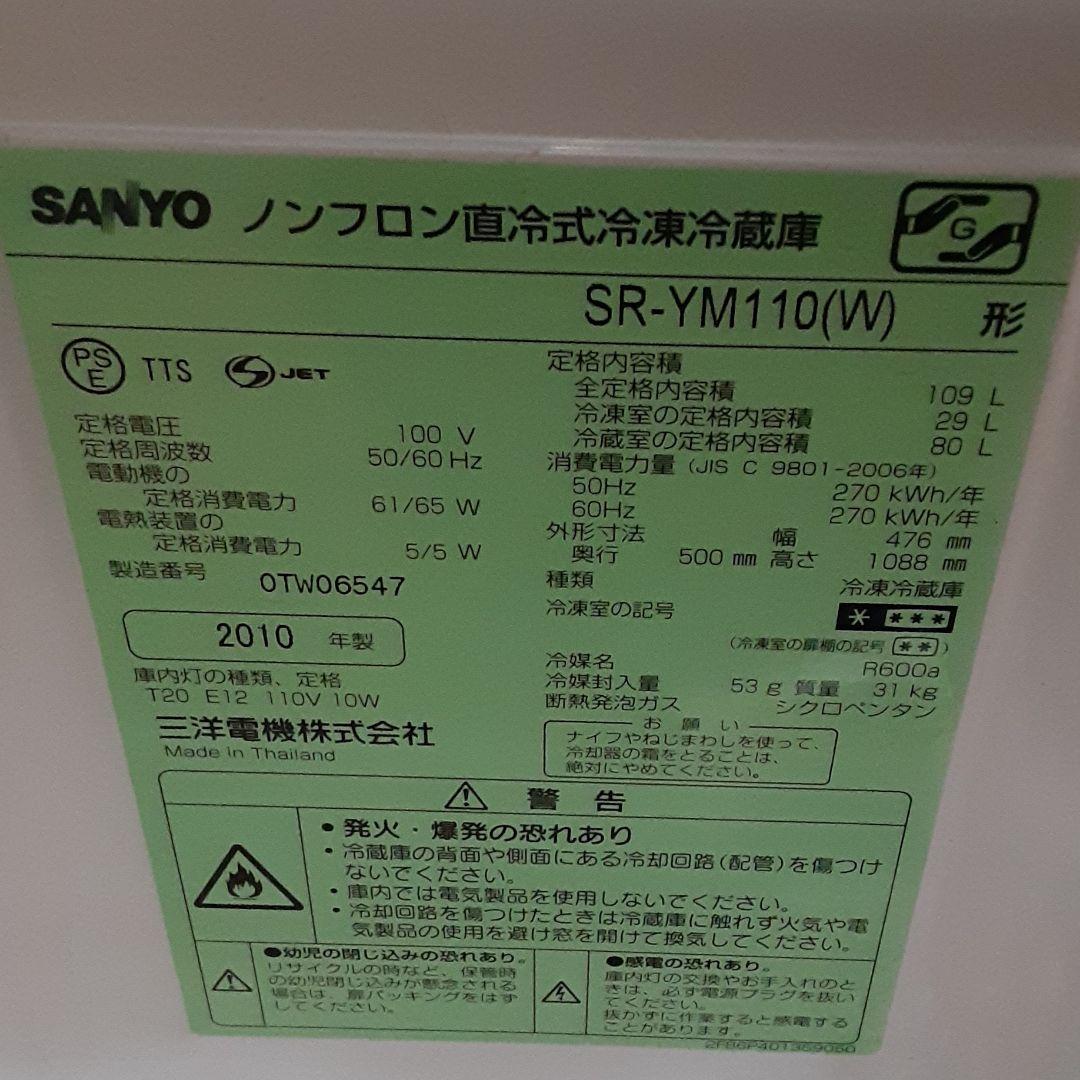 SANYO ノンフロン直冷式冷凍冷蔵庫
G
SR-YM110(W) 形
PS
E
TTS
JET
定格電圧 100 V
定格周波数 50/60 Hz
電動機の
定格消費電力 61/65 W
電熱装置の
定格消費電力 5/5 W
製造番号 0TW06547
2010 年製
庫内灯の種類、定格
T20 E12 110V 10W
三洋電機株式会社
Made in Thailand
定格内容積
全定格内容積 109 L
冷凍室の定格内容積 29 L
冷蔵室の定格内容積 80 L
消費電力量 (JIS C 9801-2006年)
50Hz 270 kWh/年
60Hz 270 kWh/年
外形寸法 幅 476 mm
奥行 500 mm 高さ 1088 mm
種類 冷凍冷蔵庫
冷凍室の記号 * ***
(冷凍室の扉棚の記号 **)
冷媒名 R600a
冷媒封入量 53 g 質量 31 kg
断熱発泡ガス シクロペンタン
お願い
ナイフやねじまわしを使って、
冷却器の霜をとることは、
絶対にやめてください。
警告
• 発火・爆発の恐れあり
• 冷蔵庫の背面や側面にある冷却回路(配管)を傷つけ
ないでください。
• 庫内では電気製品を使用しないでください。
• 冷却回路を傷つけたときは冷蔵庫に触れず火気や電
気製品の使用を避け窓を開けて換気してください。
●幼児の閉じ込みの恐れあり。
リサイクルの時など、保管時
の幼児閉じ込みが懸念される
場合は、扉パッキングをはず
してください。
●感電の恐れあり。
庫内灯の交換やお手入れのと
きは、必ず電源プラグを抜い
てください。
抜かずに作業すると感電する
ことがあります。
2FB6P401359060